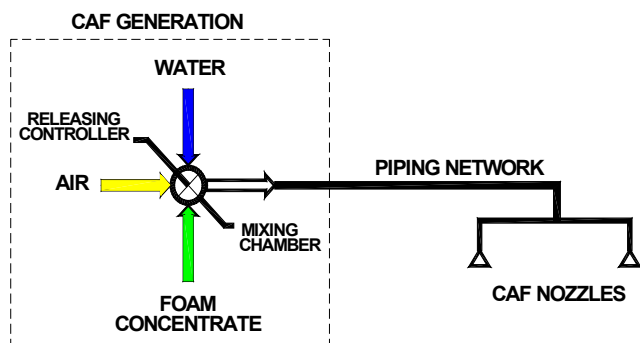 CAF GENERATION
WATER
RELEASING
CONTROLLER
AIR
PIPING NETWORK
MIXING
CHAMBER
FOAM
CONCENTRATE
CAF NOZZLES